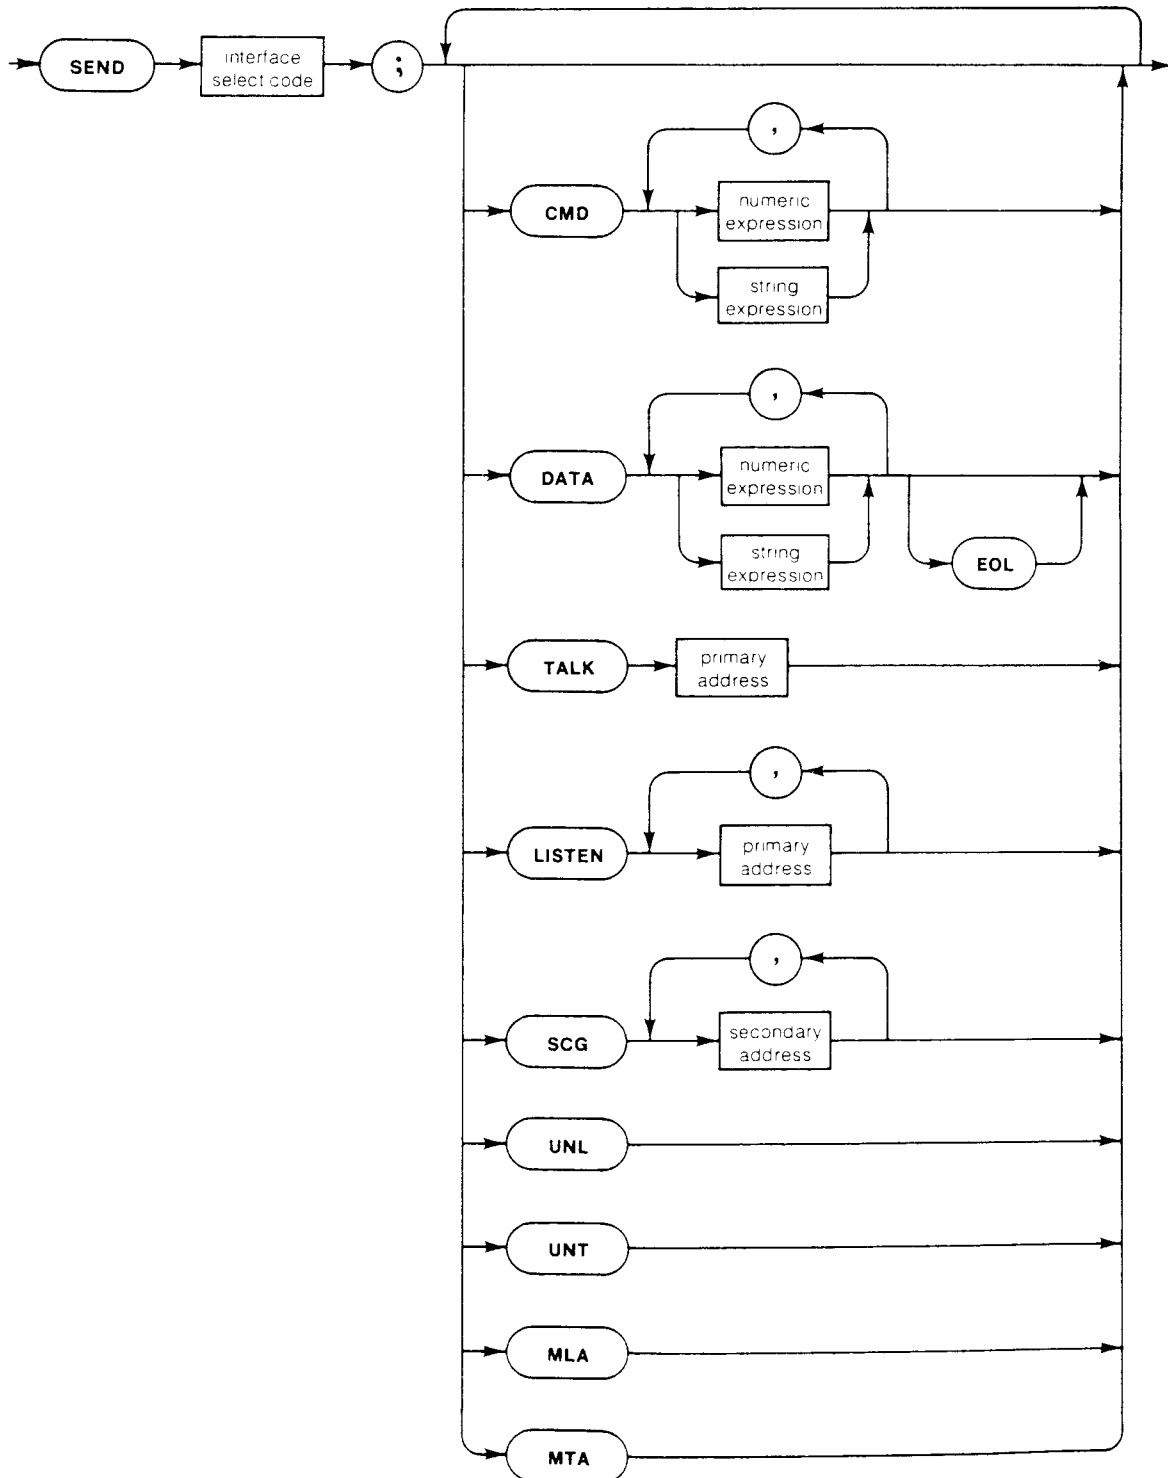 SEND
interface
select code
;
,
CMD
numeric
expression
string
expression
,
DATA
numeric
expression
string
expression
EOL
TALK
primary
address
,
LISTEN
primary
address
,
SCG
secondary
address
UNL
UNT
MLA
MTA